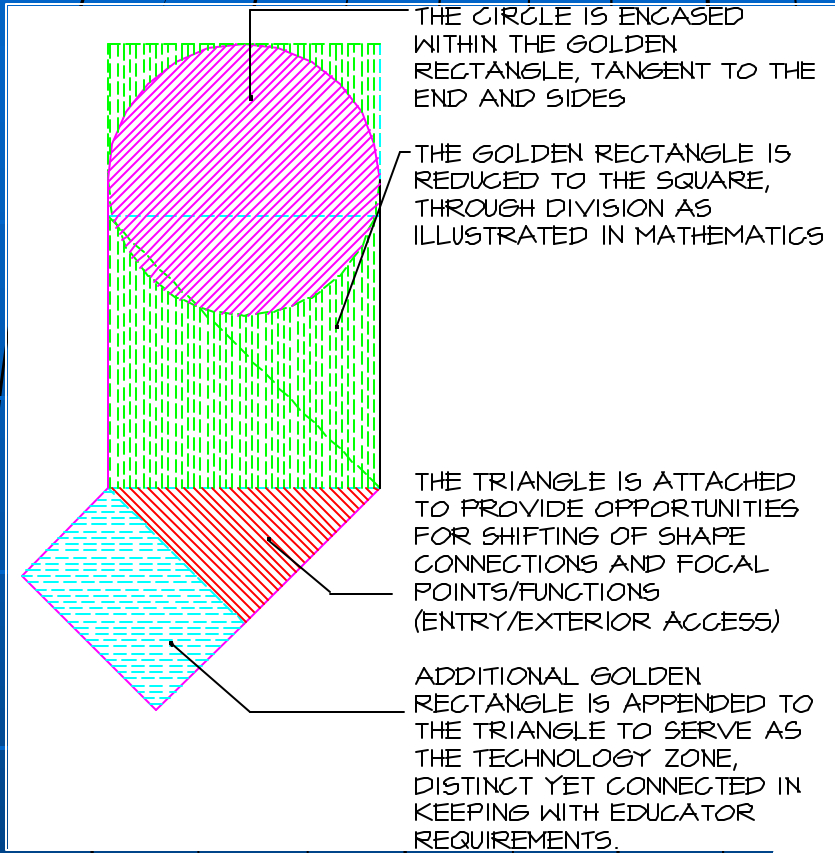 THE CIRCLE IS ENCASED
WITHIN THE GOLDEN
RECTANGLE, TANGENT TO THE
END AND SIDES
THE GOLDEN RECTANGLE IS
REDUCED TO THE SQUARE,
THROUGH DIVISION AS
ILLUSTRATED IN MATHEMATICS
THE TRIANGLE IS ATTACHED
TO PROVIDE OPPORTUNITIES
FOR SHIFTING OF SHAPE
CONNECTIONS AND FOCAL
POINTS/FUNCTIONS
(ENTRY/EXTERIOR ACCESS)
ADDITIONAL GOLDEN
RECTANGLE IS APPENDED TO
THE TRIANGLE TO SERVE AS
THE TECHNOLOGY ZONE,
DISTINCT YET CONNECTED IN
KEEPING WITH EDUCATOR
REQUIREMENTS.